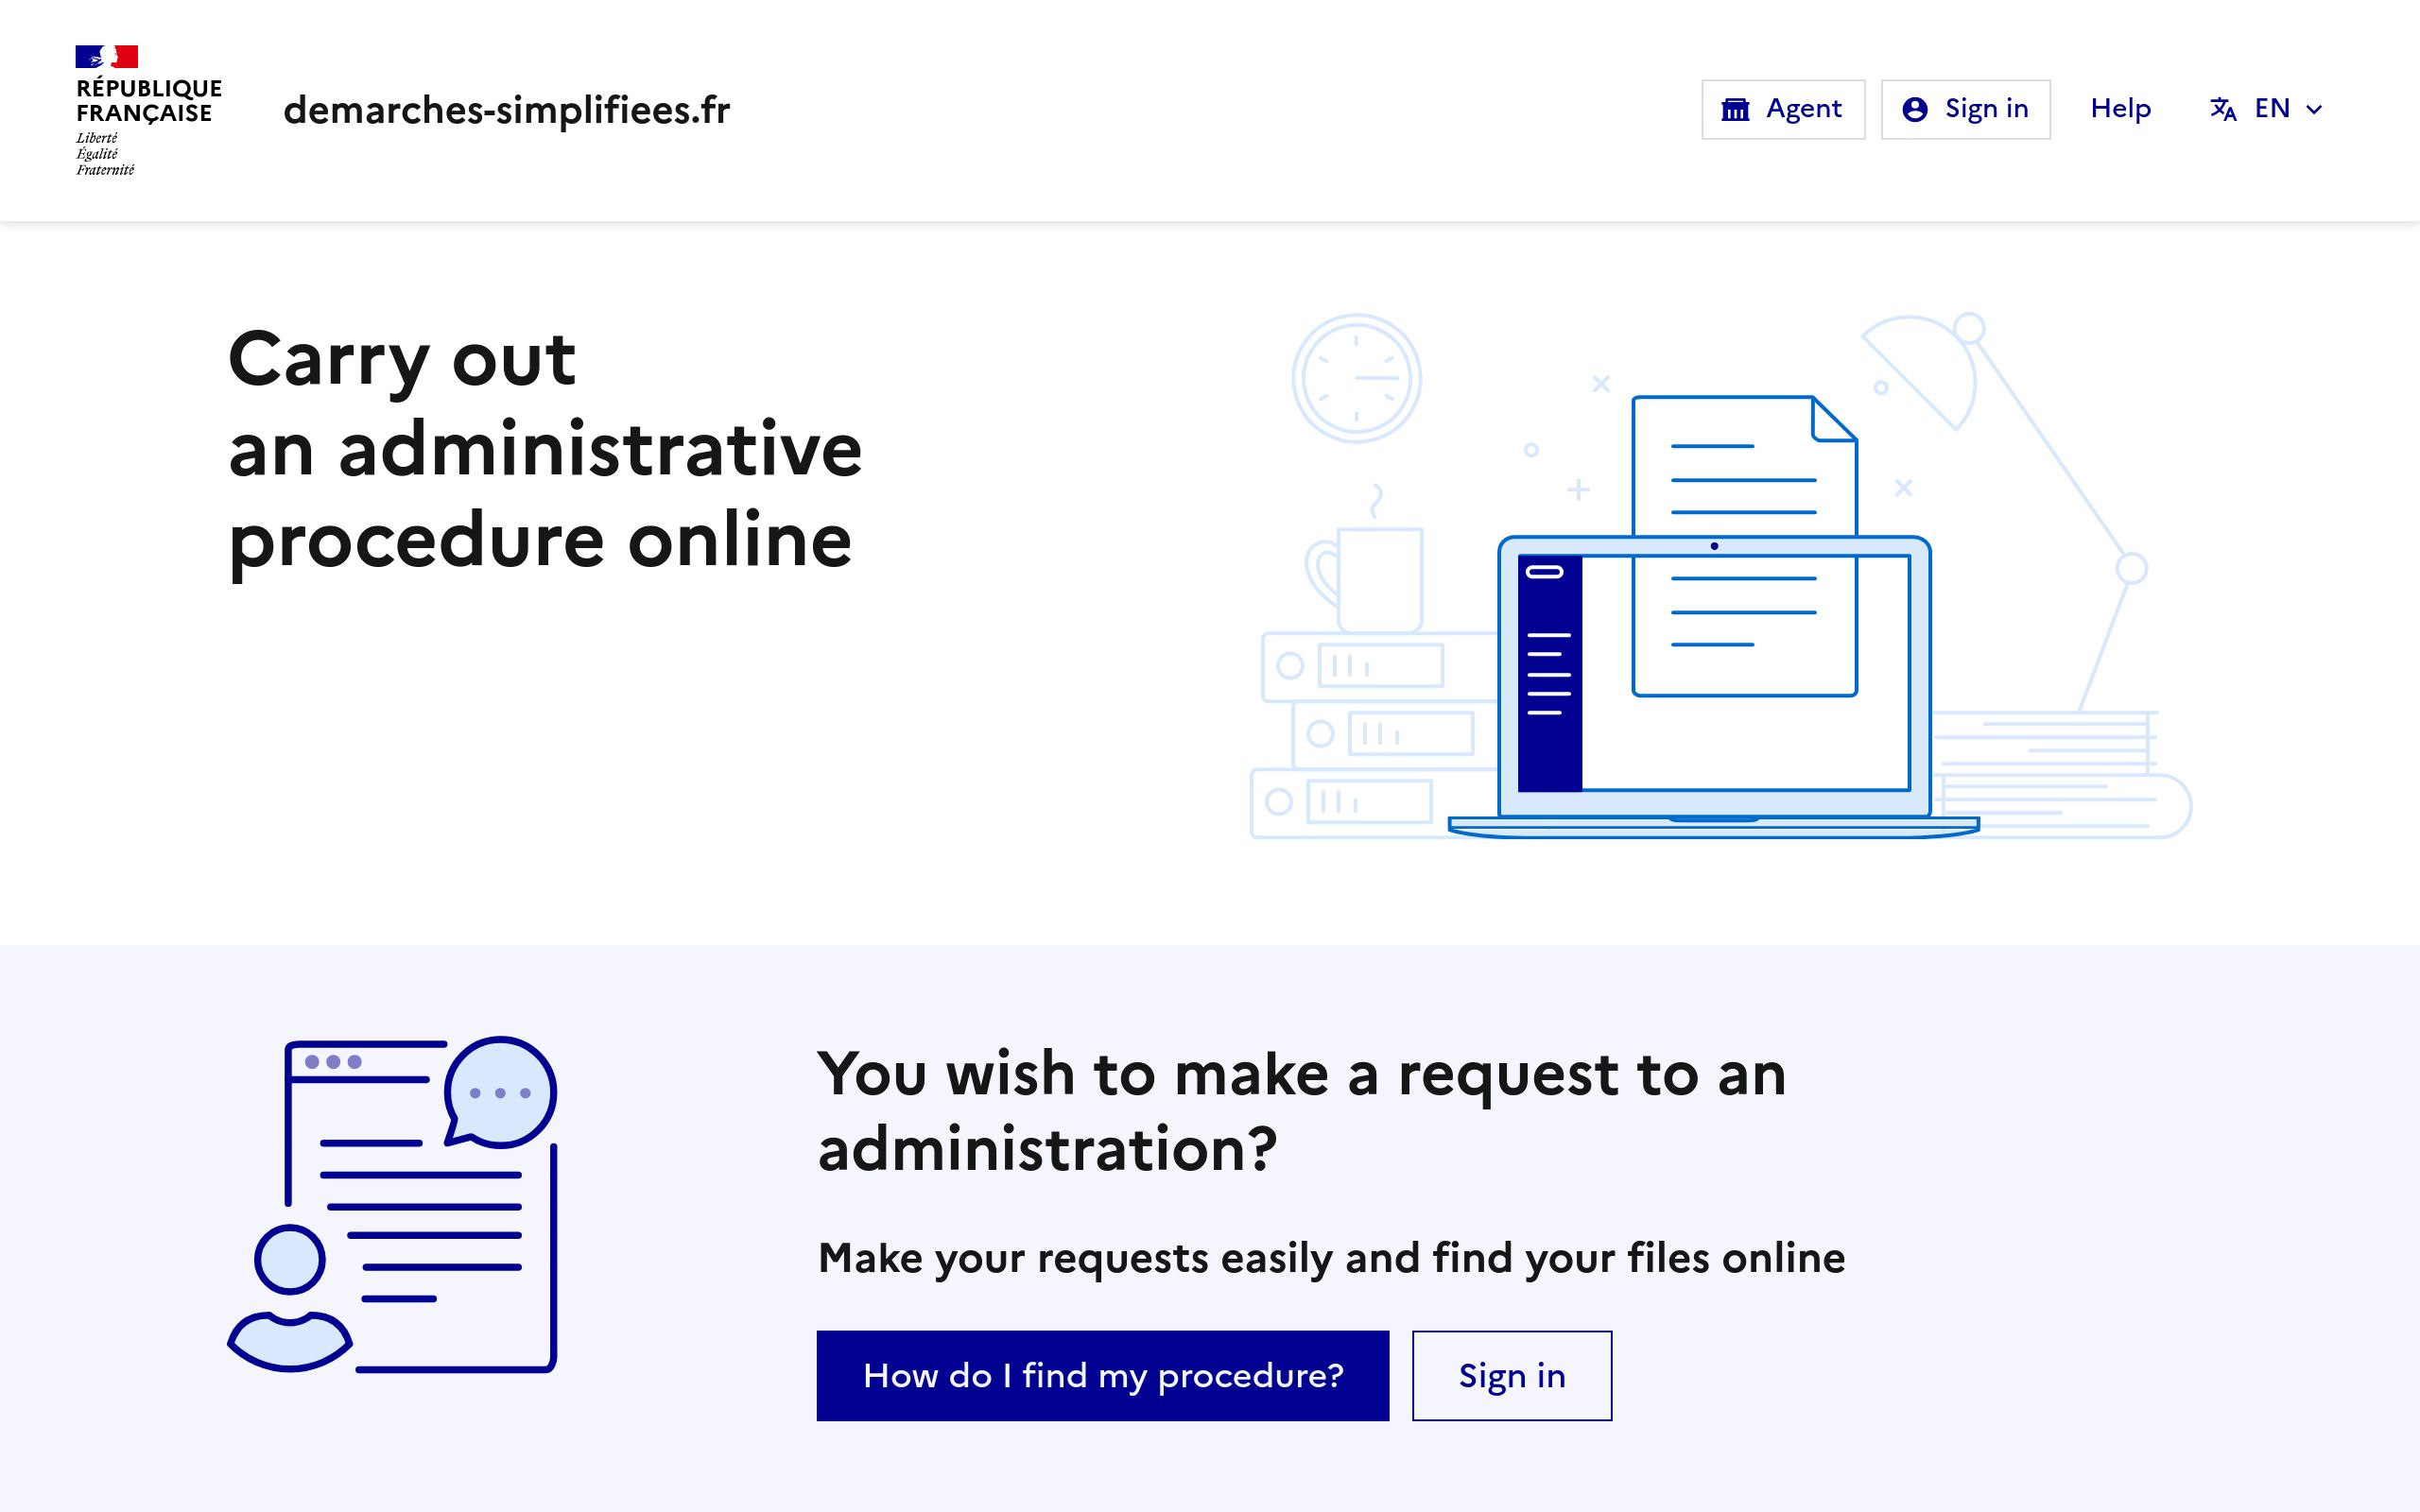 RÉPUBLIQUE
FRANÇAISE
Liberté
Égalité
Fraternité
demarches-simplifiees.fr
Agent
Sign in
Help
EN
Carry out
an administrative
procedure online
You wish to make a request to an
administration?
Make your requests easily and find your files online
How do I find my procedure?
Sign in